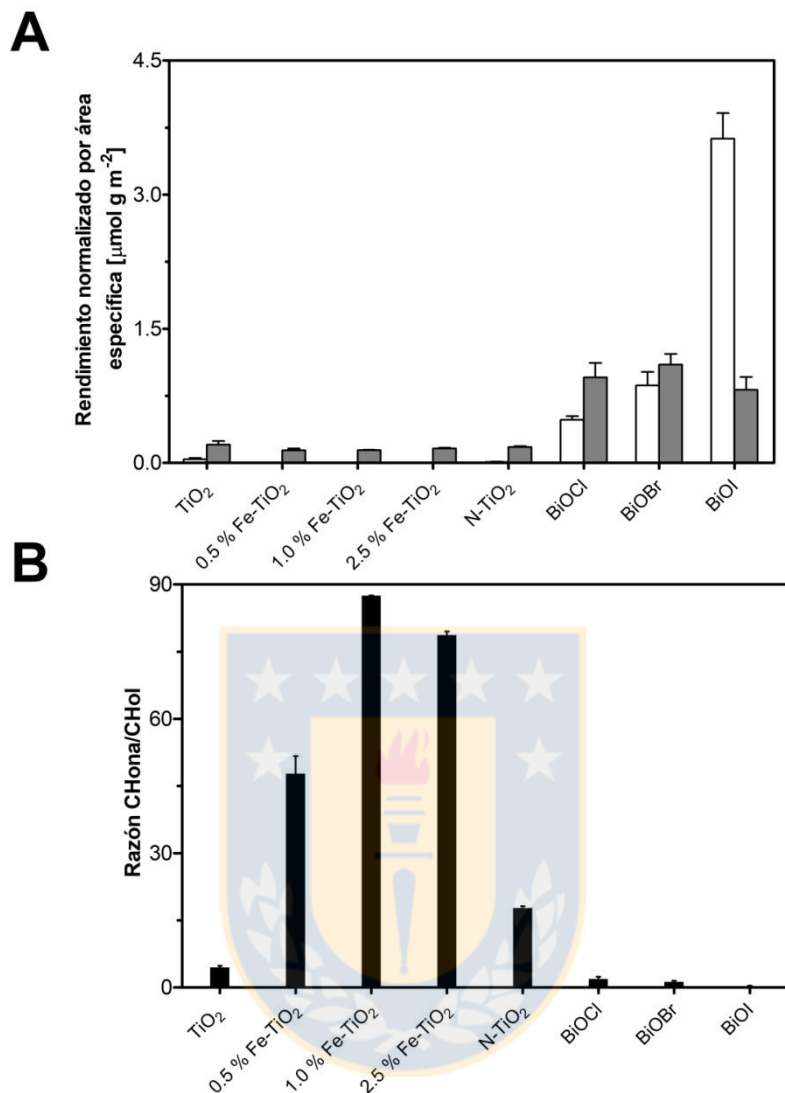 A
Rendimiento normalizado por área
específica [μmol g m⁻²]
4.5
3.0
1.5
0.0
TiO₂
0.5 % Fe-TiO₂
1.0 % Fe-TiO₂
2.5 % Fe-TiO₂
N-TiO₂
BiOCl
BiOBr
BiOI
B
Razón CHona/CHol
90
60
30
0
TiO₂
0.5 % Fe-TiO₂
1.0 % Fe-TiO₂
2.5 % Fe-TiO₂
N-TiO₂
BiOCl
BiOBr
BiOI